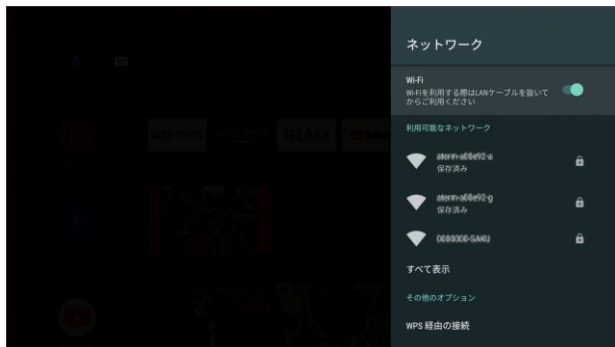 ネットワーク
Wi-Fi
Wi-Fiを利用する際はLANケーブルを抜いて
からご利用ください
利用可能なネットワーク
保存済み
保存済み
すべて表示
その他のオプション
WPS 経由の接続
TELASA